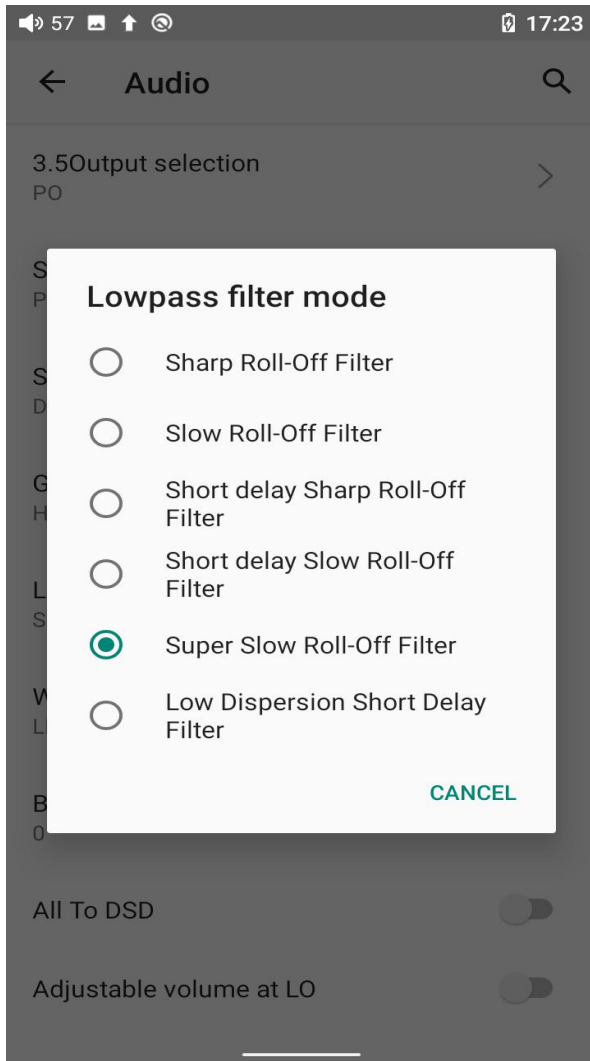 57
17:23
Audio
3.5Output selection
PO
Lowpass filter mode
Sharp Roll-Off Filter
Slow Roll-Off Filter
Short delay Sharp Roll-Off
Filter
Short delay Slow Roll-Off
Filter
Super Slow Roll-Off Filter
Low Dispersion Short Delay
Filter
CANCEL
0
All To DSD
Adjustable volume at LO